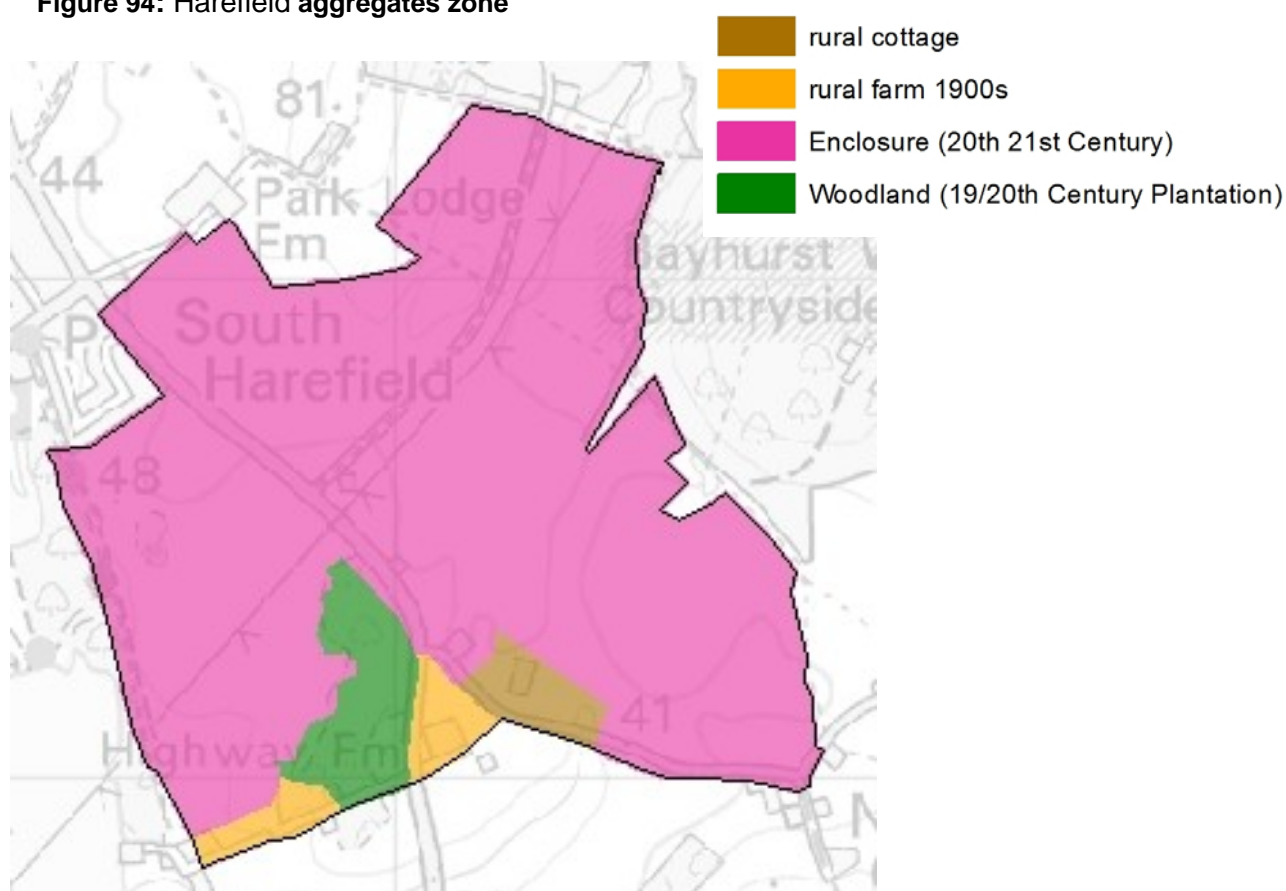 Figure 94: Harefield aggregates zone
rural cottage
rural farm 1900s
Enclosure (20th 21st Century)
Woodland (19/20th Century Plantation)
81
44
Park Lodge
Fm
Bayhurst
Countryside
P
South
Harefield
48
41
Highway Fm